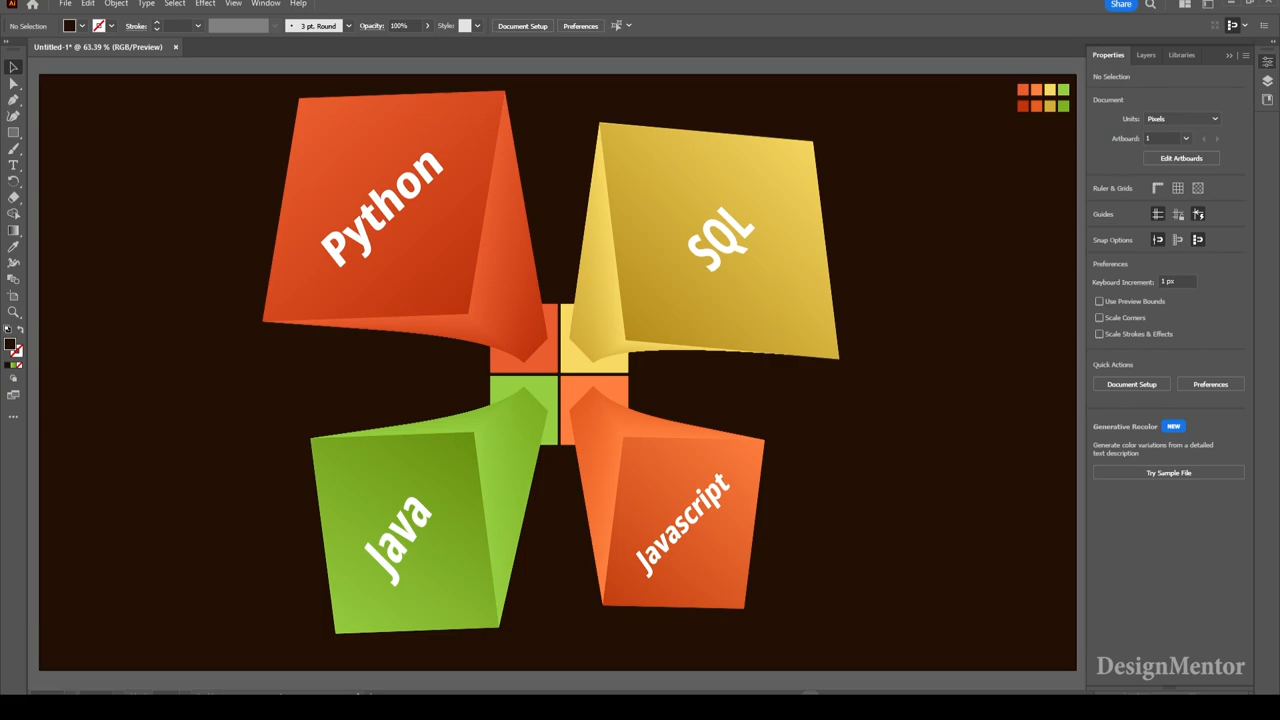 Ai
File Edit Object Type Select Effect View Window Help
Share
No Selection
Stroke:
3 pt. Round
Opacity: 100%
Style:
Document Setup
Preferences
Untitled-1* @ 63.39 % (RGB/Preview) ×
Properties Layers Libraries
No Selection
Document
Units: Pixels
Artboard: 1
Edit Artboards
Ruler & Grids
Guides
Snap Options
Preferences
Keyboard Increment: 1 px
Use Preview Bounds
Scale Corners
Scale Strokes & Effects
Quick Actions
Document Setup Preferences
Generative Recolor NEW
Generate color variations from a detailed
text description
Try Sample File
Python
SQL
Java
Javascript
DesignMentor